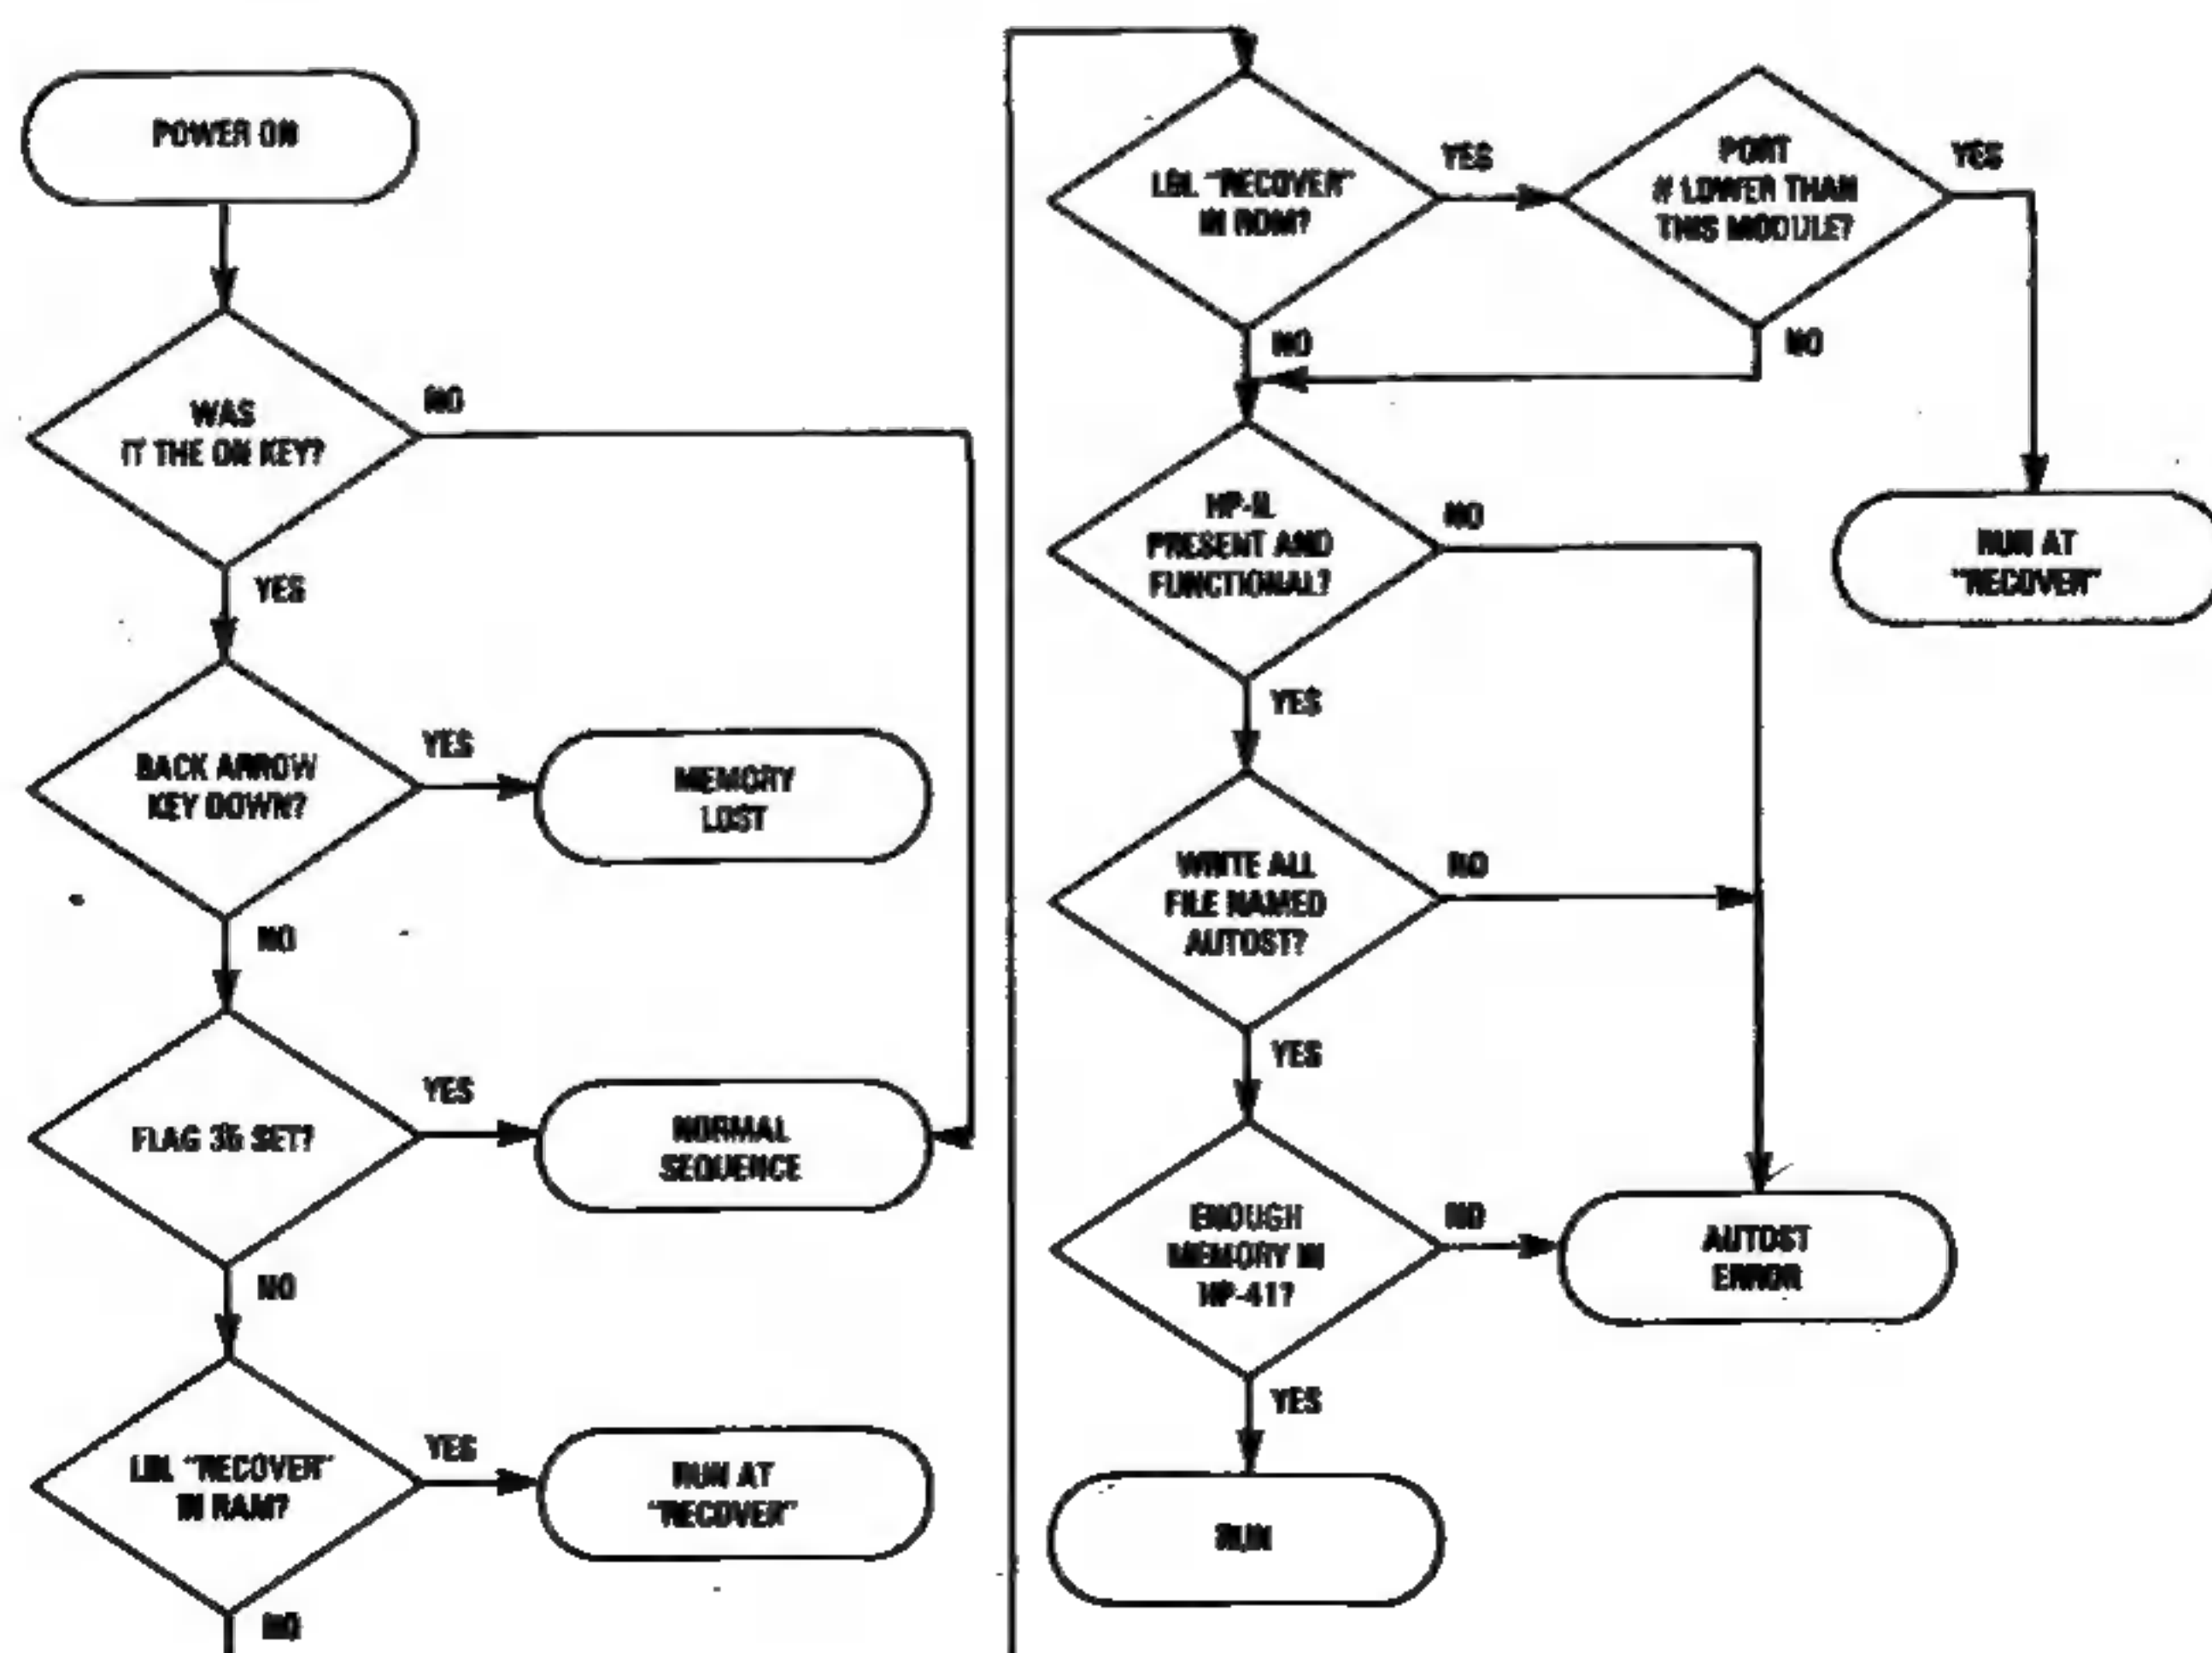 POWER ON
WAS
IT THE ON KEY?
NO
YES
BACK ARROW
KEY DOWN?
YES
MEMORY
LOST
NO
FLAG 35 SET?
YES
NORMAL
SEQUENCE
NO
LBL "RECOVER"
IN RAM?
YES
RUN AT
"RECOVER"
NO
LBL "RECOVER"
IN ROM?
YES
PORT
# LOWER THAN
THIS MODULE?
YES
NO
NO
RUN AT
"RECOVER"
HP-IL
PRESENT AND
FUNCTIONAL?
NO
YES
WRITE ALL
FILE NAMED
AUTOST?
NO
YES
ENOUGH
MEMORY IN
HP-41?
NO
AUTOST
ERROR
YES
RUN